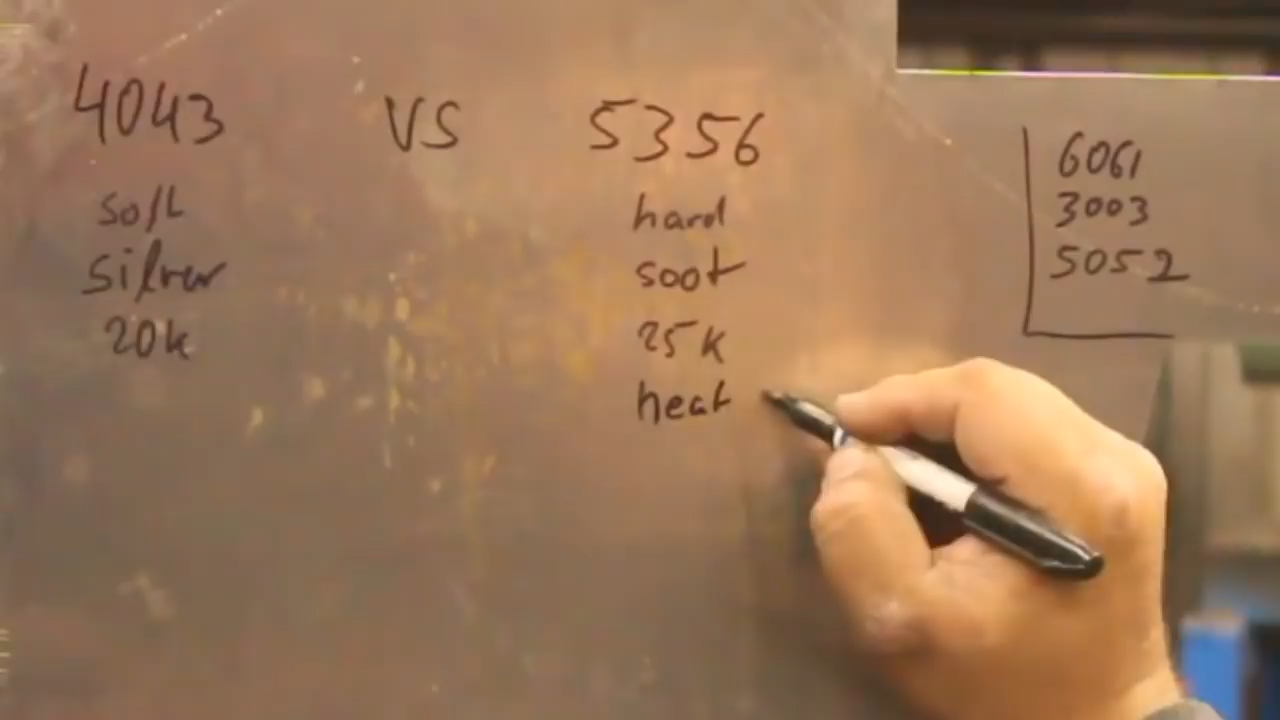 4043 VS 5356
soft hard
silver soot
20k 25K
heat
6061
3003
5052